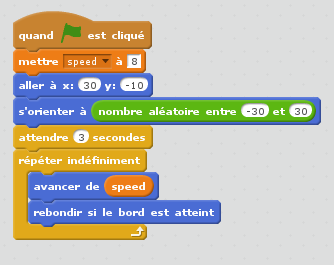 quand est cliqué
mettre speed à 8
aller à x: 30 y: -10
s'orienter à nombre aléatoire entre -30 et 30
attendre 3 secondes
répéter indéfiniment
avancer de speed
rebondir si le bord est atteint